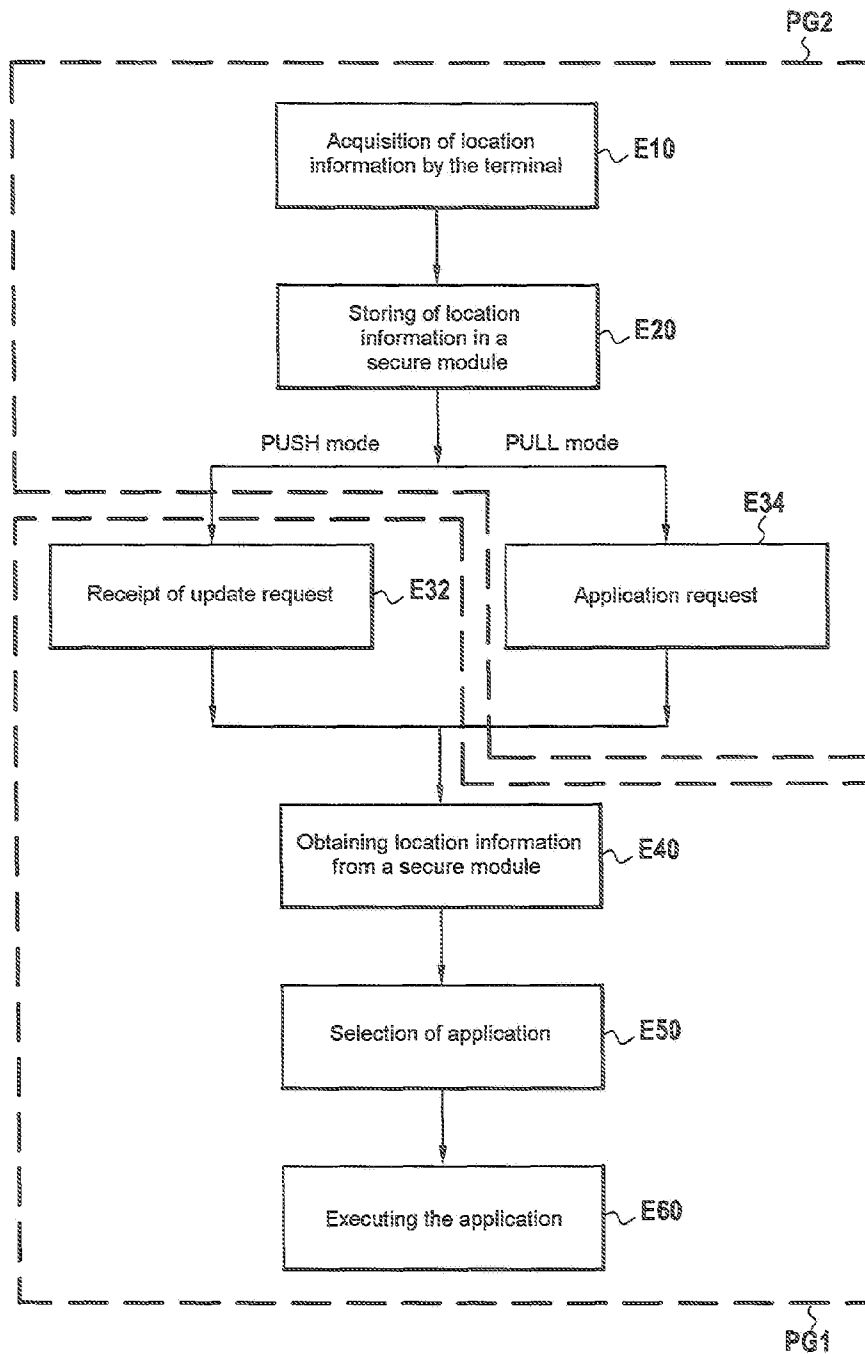 PG2
Acquisition of location
information by the terminal
E10
Storing of location
information in a
secure module
E20
PUSH mode
PULL mode
E34
Receipt of update request
E32
Application request
Obtaining location information
from a secure module
E40
Selection of application
E50
Executing the application
E60
PG1